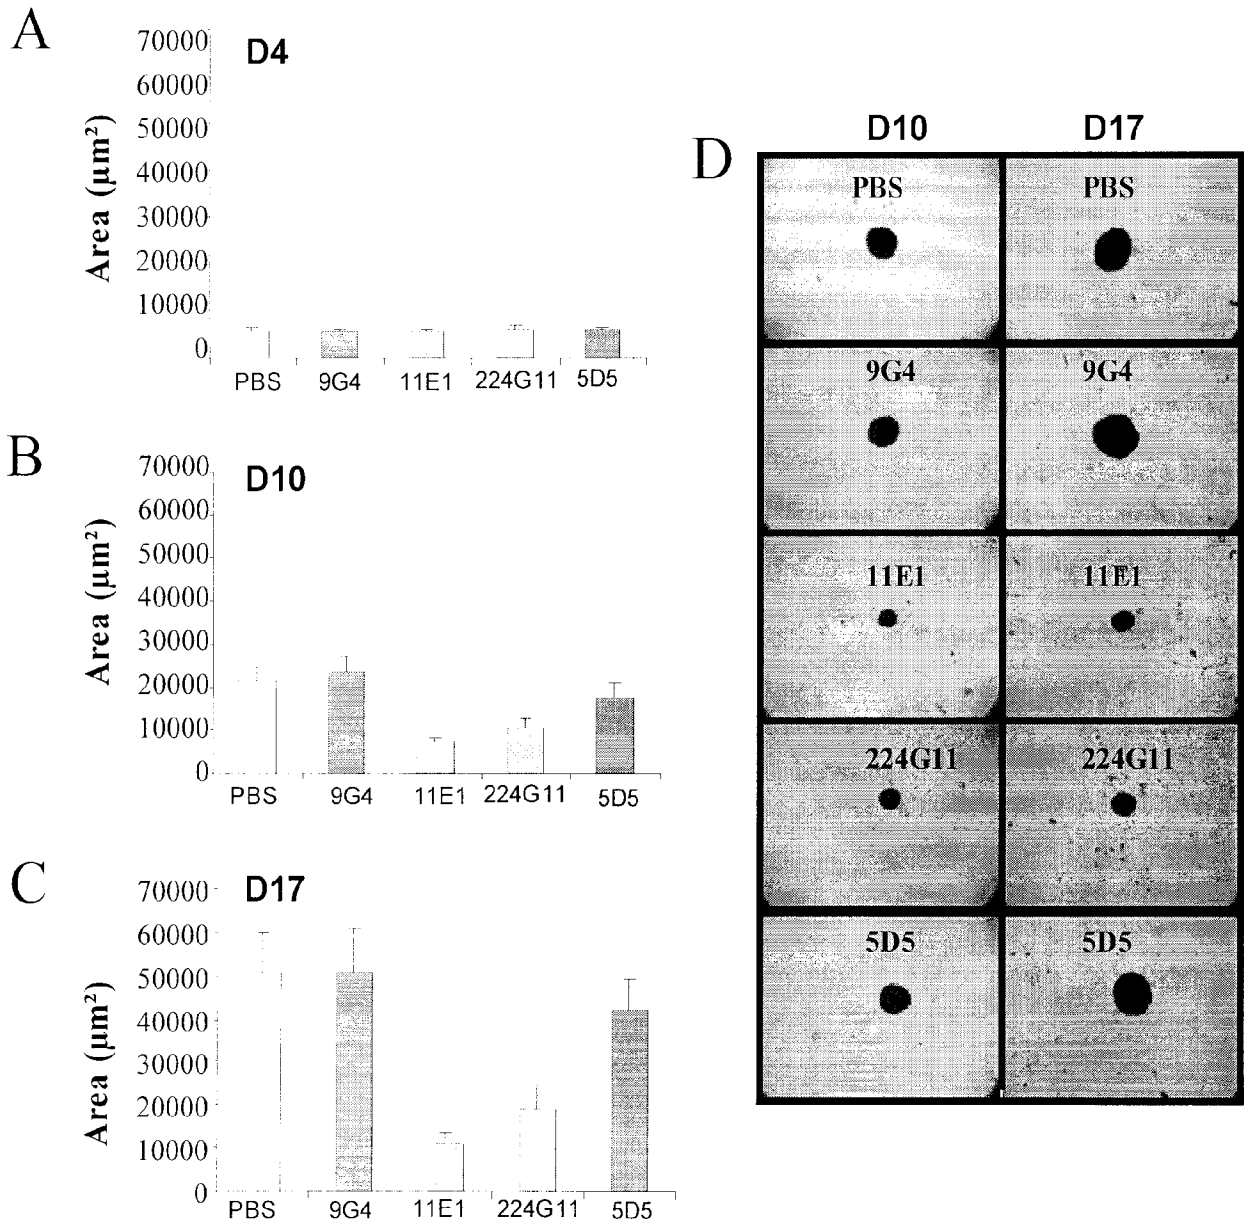 A
D4
70000
60000
50000
40000
30000
20000
10000
0
Area (µm²)
PBS 9G4 11E1 224G11 5D5
B
D10
70000
60000
50000
40000
30000
20000
10000
0
Area (µm²)
PBS 9G4 11E1 224G11 5D5
C
D17
70000
60000
50000
40000
30000
20000
10000
0
Area (µm²)
PBS 9G4 11E1 224G11 5D5
D
D10 D17
PBS PBS
9G4 9G4
11E1 11E1
224G11 224G11
5D5 5D5